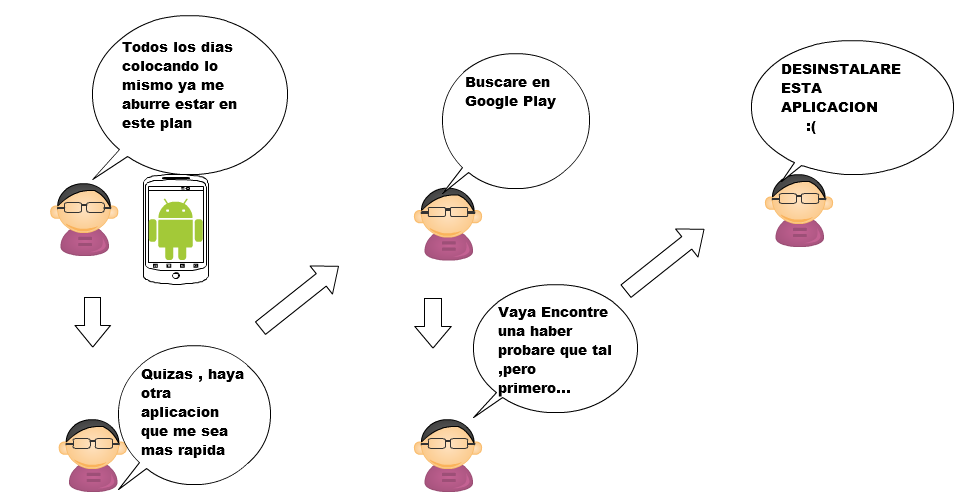 Todos los dias
colocando lo
mismo ya me
aburre estar en
este plan
Quizas , haya
otra
aplicacion
que me sea
mas rapida
Buscare en
Google Play
Vaya Encontre
una haber
probare que tal
,pero
primero...
DESINSTALARE
ESTA
APLICACION
:(